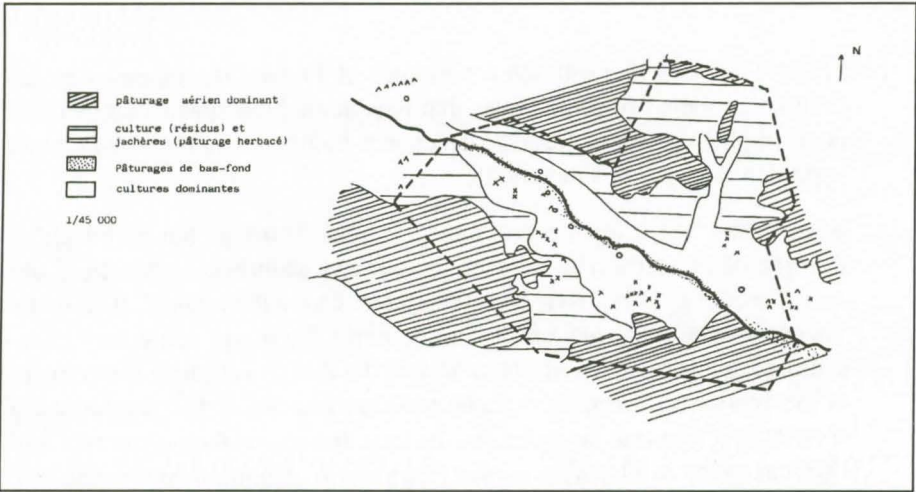 N
pâturage aérien dominant
culture (résidus) et
jachères (pâturage herbacé)
Pâturages de bas-fond
cultures dominantes
1/45 000